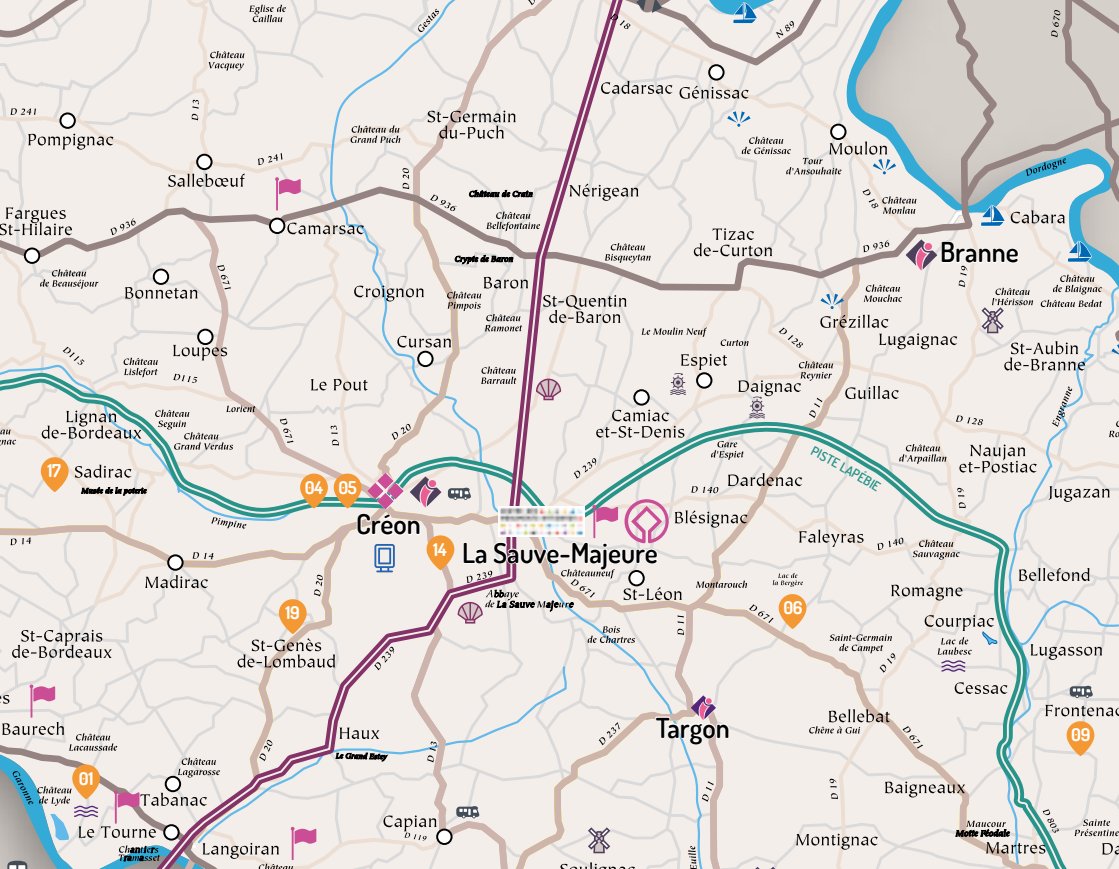 Eglise de
Caillau
Gestas
D 18
N 89
D 670
Château
Vacquey
Cadarsac
Génissac
D 241
D 13
Pompignac
St-Germain
du-Puch
Château du
Grand Puch
Château
de Génissac
Moulon
Tour
d'Ansouhaite
D 241
Sallebœuf
D 20
Dordogne
Château de Crain
Nérigean
D 18
Château
Monlau
Fargues
St-Hilaire
D 936
Camarsac
D 936
Château
Bellefontaine
Cabara
Tizac
de-Curton
Château
Bisqueytan
D 936
Branne
Crypte de Baron
Château
de Beauséjour
Bonnetan
D 671
Croignon
Baron
Château
Pimpois
St-Quentin
de-Baron
Château
Mouchac
D 19
Château
l'Hérisson
Château
de Blaignac
Château Bedat
Château
Ramonet
Grézillac
Loupes
Cursan
Le Moulin Neuf
Curton
D 128
Lugaignac
St-Aubin
de-Branne
D115
Château
Lislefort
D115
Le Pout
Château
Barrault
Espiet
Daignac
Château
Reynier
Guillac
Engranne
Lignan
de-Bordeaux
Château
Seguin
Lorient
Camiac
et-St-Denis
D 11
D 128
Château
Grand Verdus
D 671
D 13
D 20
Gare
d'Espiet
PISTE LAPÉBIE
Château
d'Arpaillan
Naujan
et-Postiac
17
Sadirac
Musée de la poterie
04
05
D 239
D 140
Dardenac
D 19
Jugazan
Pimpine
Créon
Blésignac
D 14
D 14
14
La Sauve-Majeure
Faleyras
D 140
Château
Sauvagnac
Madirac
D 20
D 239
Châteauneuf
D 671
St-Léon
Montarouch
Lac de
la Bergère
Bellefond
Abbaye
de La Sauve Majeure
Romagne
19
06
D 671
Courpiac
St-Caprais
de-Bordeaux
St-Genès
de-Lombaud
D 239
Bois
de Chartres
D 11
Saint-Germain
de Campet
D 19
Lac de
Laubesc
Lugasson
Cessac
Baurech
Château
Lacaussade
Haux
D 237
Targon
Bellebat
Chêne à Gui
D 671
Frontenac
09
D 20
Le Grand Estey
D 13
Garonne
01
Château
de Lyde
Château
Lagarosse
Tabanac
D 11
D 19
Baigneaux
Le Tourne
Capian
D 119
Langoiran
Montignac
Maucour
Motte Féodale
Martres
D 803
Sainte
Présentine
Château